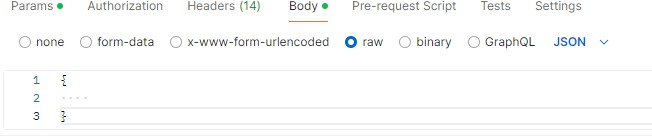 Params Authorization Headers (14) Body Pre-request Script Tests Settings
none form-data x-www-form-urlencoded raw binary GraphQL JSON
1 {
2 ····
3 }